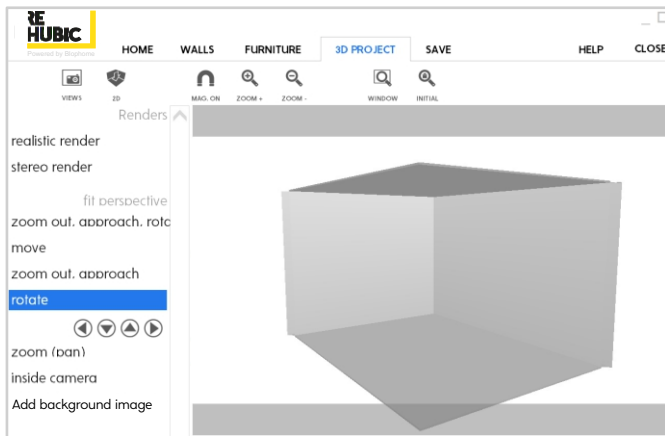 RE
HUBIC
Powered by Biophome
HOME WALLS FURNITURE 3D PROJECT SAVE HELP CLOSE
VIEWS 2D MAG. ON ZOOM + ZOOM - WINDOW INITIAL
Renders
realistic render
stereo render
fit perspective
zoom out, approach, rotc
move
zoom out, approach
rotate
zoom (pan)
inside camera
Add background image